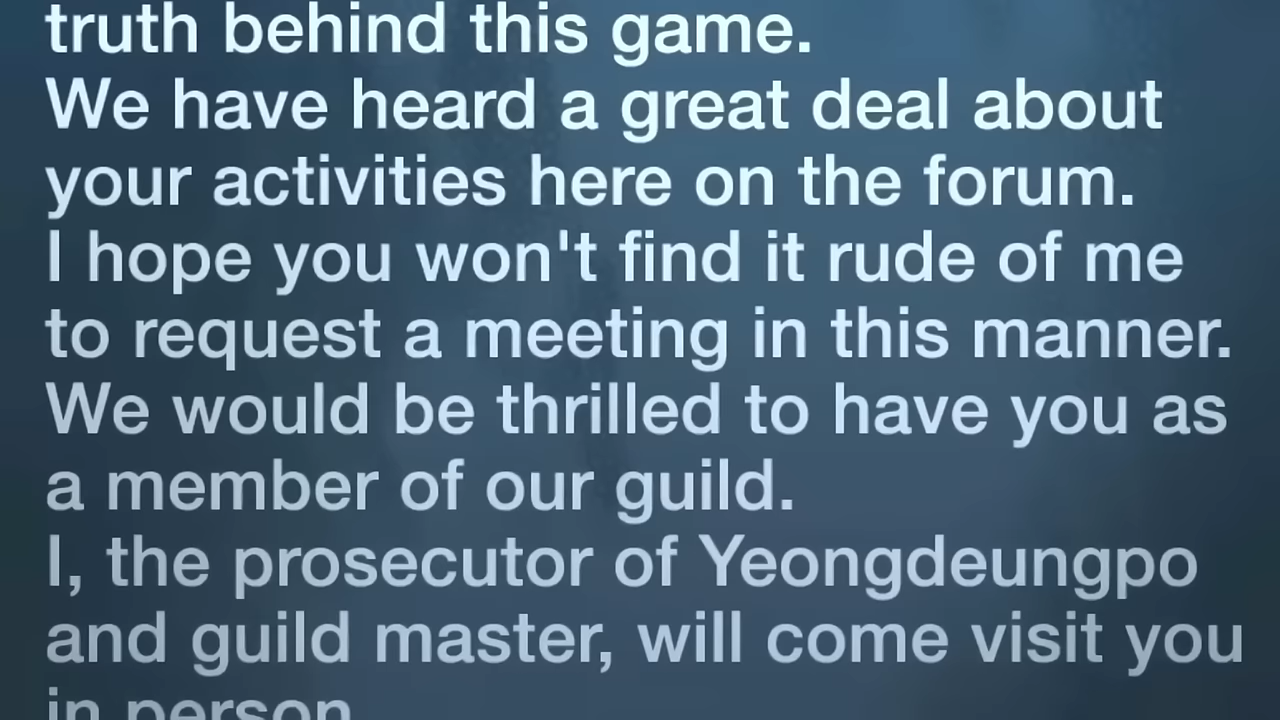 truth behind this game.
We have heard a great deal about
your activities here on the forum.
I hope you won't find it rude of me
to request a meeting in this manner.
We would be thrilled to have you as
a member of our guild.
I, the prosecutor of Yeongdeungpo
and guild master, will come visit you
in person